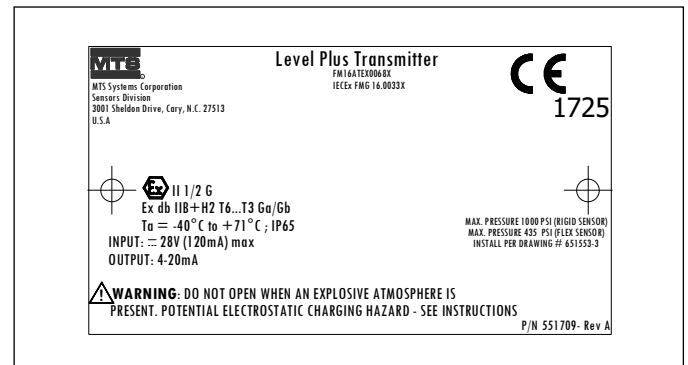 MTS
MTS Systems Corporation
Sensors Division
3001 Sheldon Drive, Cary, N.C. 27513
U.S.A
Level Plus Transmitter
FM16ATEX0068X
IECEx FMG 16.0033X
CE
1725
Ex II 1/2 G
Ex db IIB+H2 T6...T3 Ga/Gb
Ta = -40°C to +71°C ; IP65
INPUT: ⎓ 28V (120mA) max
OUTPUT: 4-20mA
MAX. PRESSURE 1000 PSI (RIGID SENSOR)
MAX. PRESSURE 435 PSI (FLEX SENSOR)
INSTALL PER DRAWING # 651553-3
WARNING: DO NOT OPEN WHEN AN EXPLOSIVE ATMOSPHERE IS
PRESENT. POTENTIAL ELECTROSTATIC CHARGING HAZARD - SEE INSTRUCTIONS
P/N 551709- Rev A